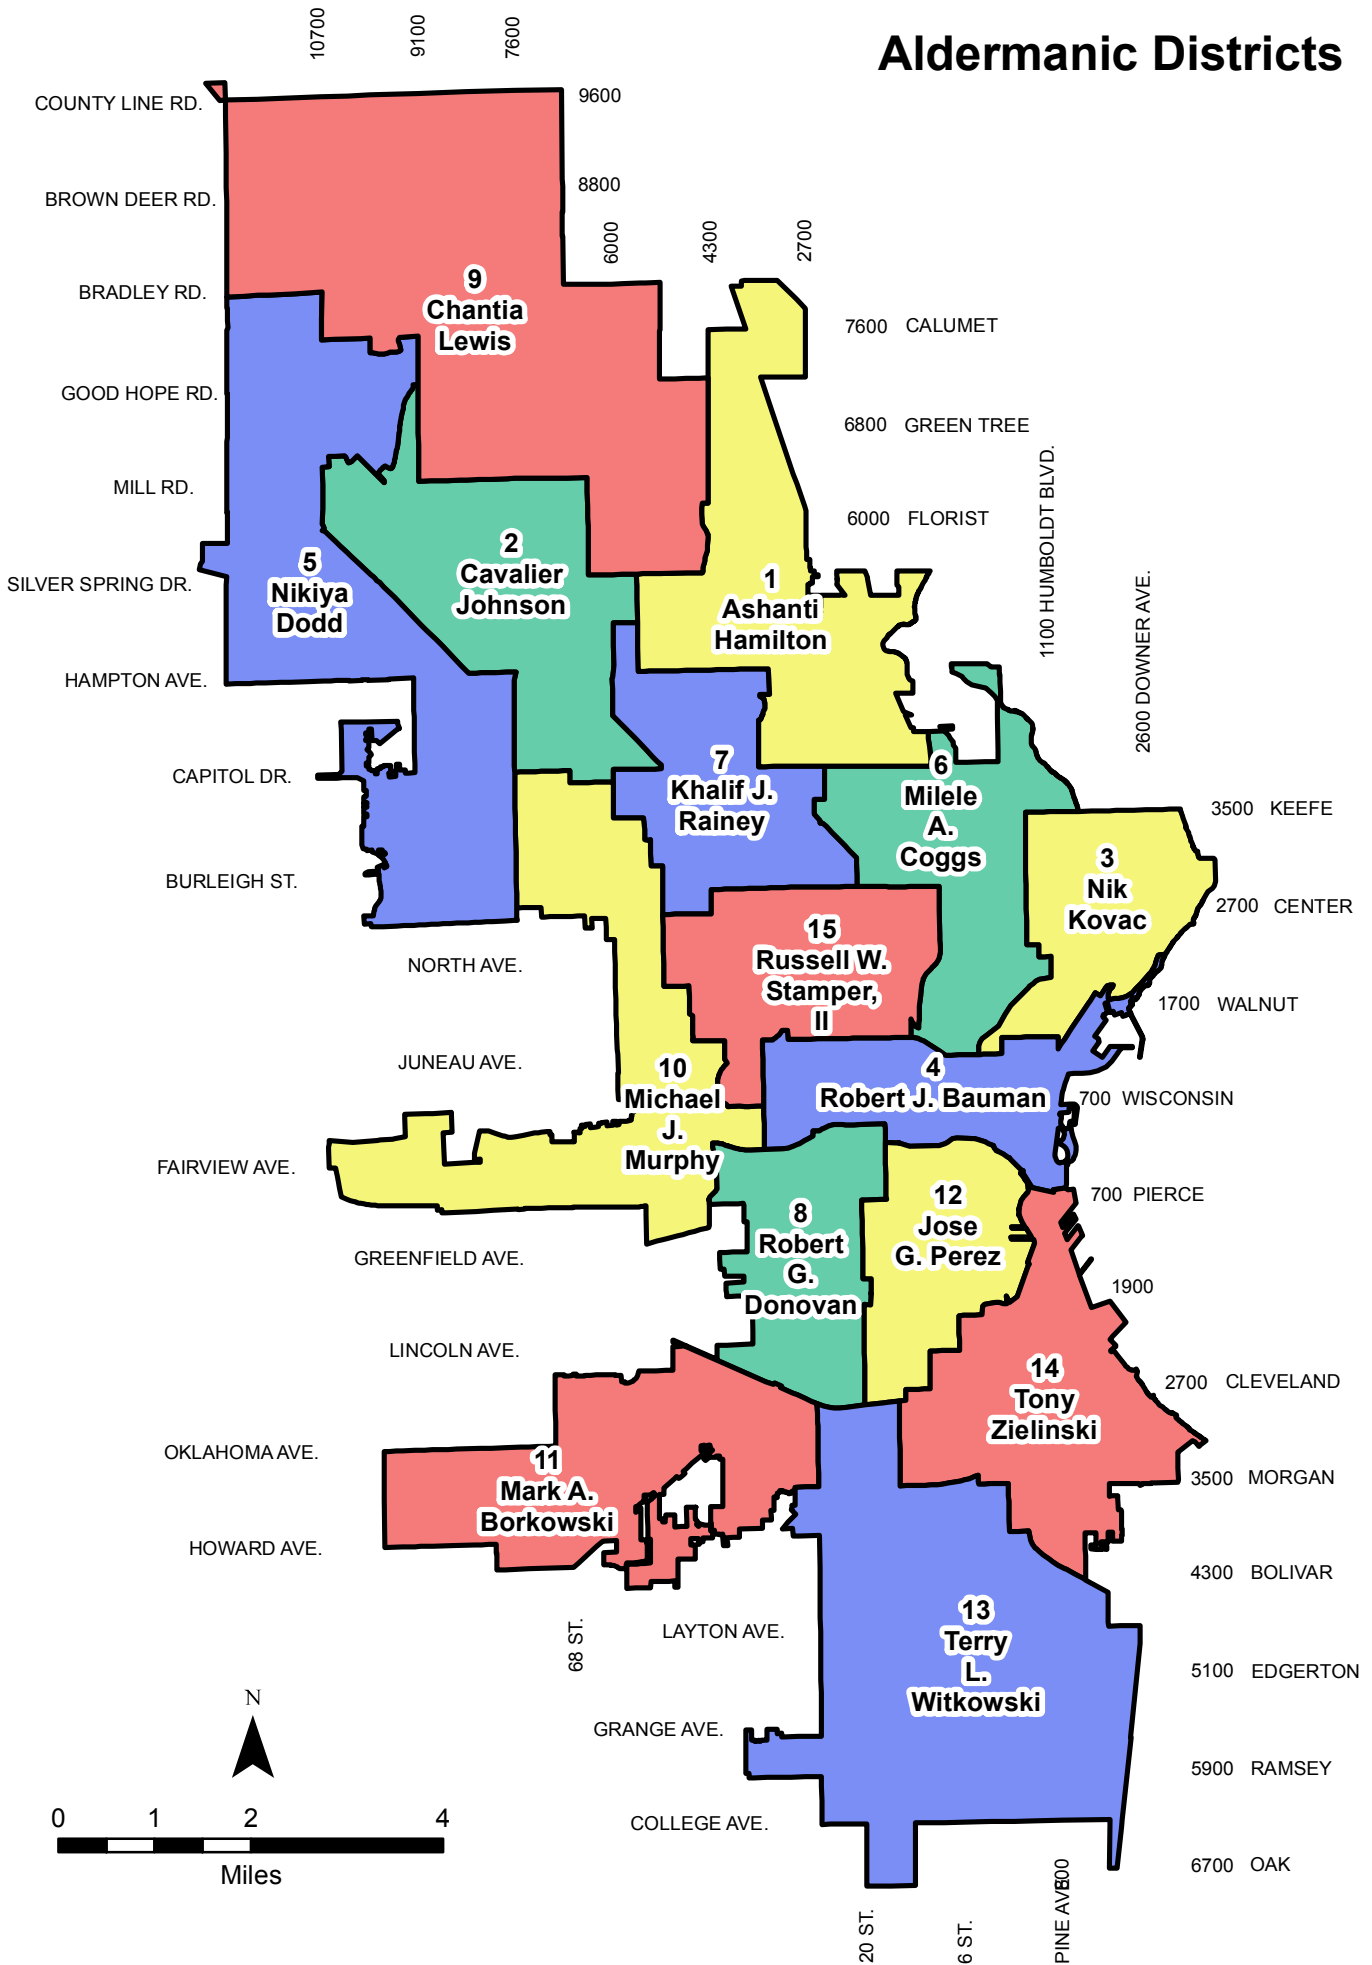 Aldermanic Districts
10700
9100
7600
COUNTY LINE RD.
9600
BROWN DEER RD.
8800
6000
4300
2700
BRADLEY RD.
9
Chantia
Lewis
7600 CALUMET
GOOD HOPE RD.
6800 GREEN TREE
MILL RD.
6000 FLORIST
1100 HUMBOLDT BLVD.
2600 DOWNER AVE.
SILVER SPRING DR.
5
Nikiya
Dodd
2
Cavalier
Johnson
1
Ashanti
Hamilton
HAMPTON AVE.
CAPITOL DR.
7
Khalif J.
Rainey
6
Milele
A.
Coggs
3500 KEEFE
3
Nik
Kovac
BURLEIGH ST.
2700 CENTER
15
Russell W.
Stamper,
II
NORTH AVE.
1700 WALNUT
JUNEAU AVE.
10
Michael
J.
Murphy
4
Robert J. Bauman
700 WISCONSIN
FAIRVIEW AVE.
700 PIERCE
8
Robert
G.
Donovan
12
Jose
G. Perez
GREENFIELD AVE.
1900
LINCOLN AVE.
14
Tony
Zielinski
2700 CLEVELAND
OKLAHOMA AVE.
11
Mark A.
Borkowski
3500 MORGAN
HOWARD AVE.
4300 BOLIVAR
68 ST.
LAYTON AVE.
13
Terry
L.
Witkowski
5100 EDGERTON
N
GRANGE AVE.
5900 RAMSEY
0 1 2 4
Miles
COLLEGE AVE.
6700 OAK
20 ST.
6 ST.
PINE AVE.